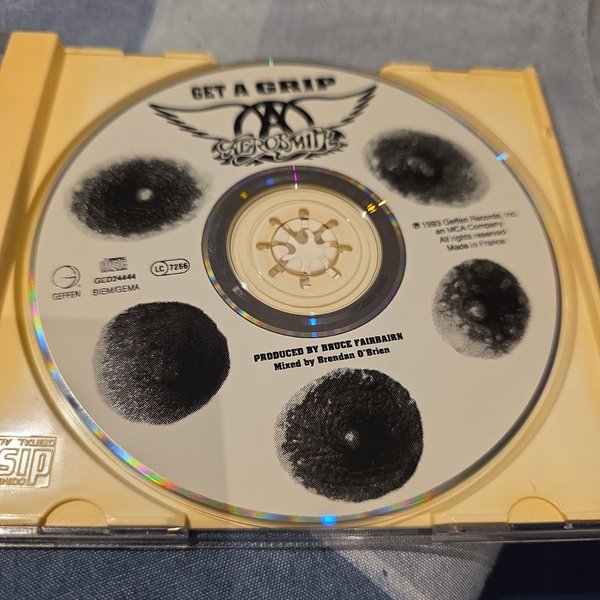 GET A GRIP
AEROSMITH
℗ 1993 Geffen Records, Inc.
an MCA Company.
All rights reserved.
Made in France.
GEFFEN
GED24444
BIEM/GEMA
LC 7266
PRODUCED BY BRUCE FAIRBAIRN
Mixed by Brendan O'Brien
disc